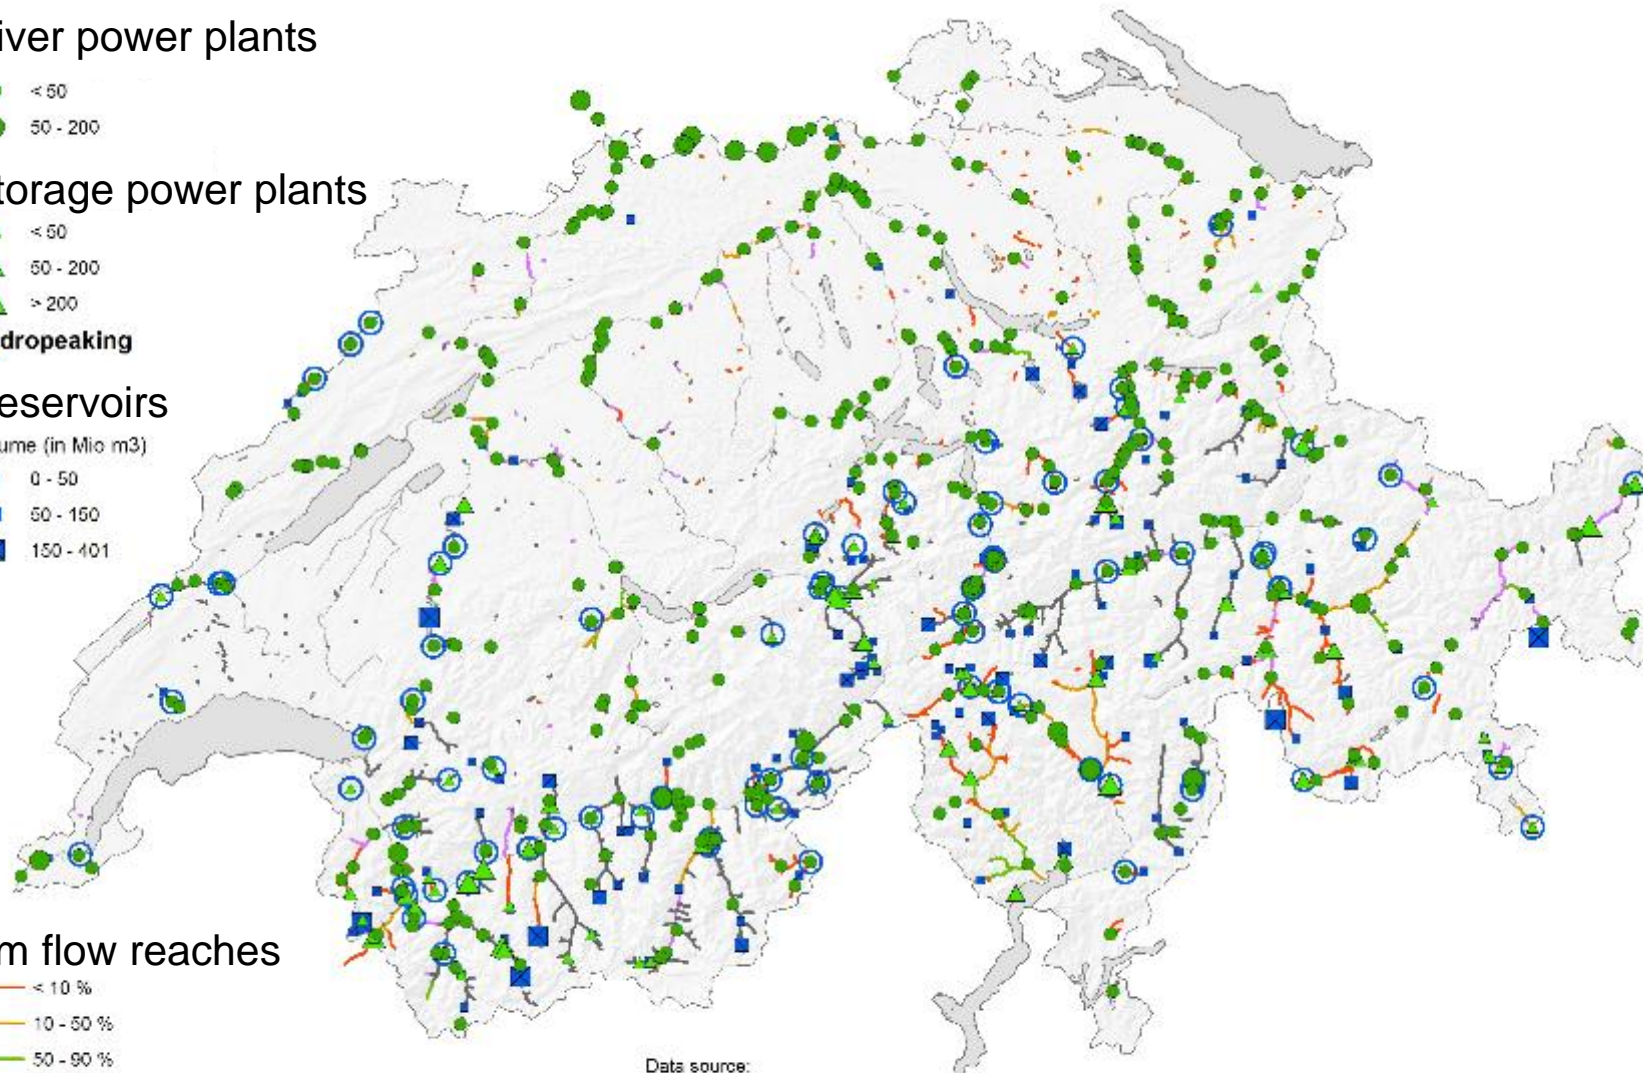 iver power plants
< 50
50 - 200
torage power plants
< 50
50 - 200
> 200
dropeaking
eservoirs
ume (in Mio m3)
0 - 50
50 - 150
150 - 401
m flow reaches
< 10 %
10 - 50 %
50 - 90 %
Data source: